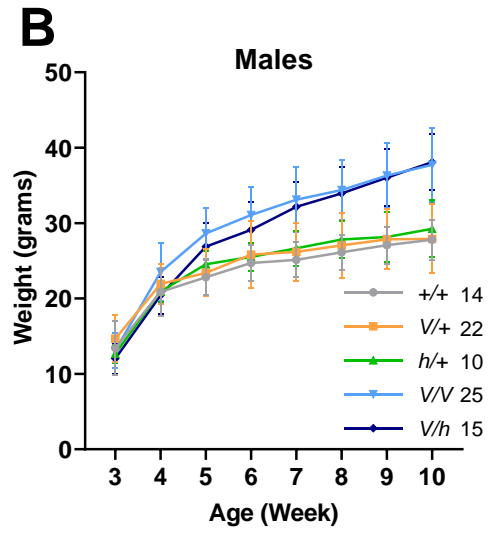 B
Males
Weight (grams)
50
40
30
20
10
0
+/+ 14
V/+ 22
h/+ 10
V/V 25
V/h 15
3 4 5 6 7 8 9 10
Age (Week)